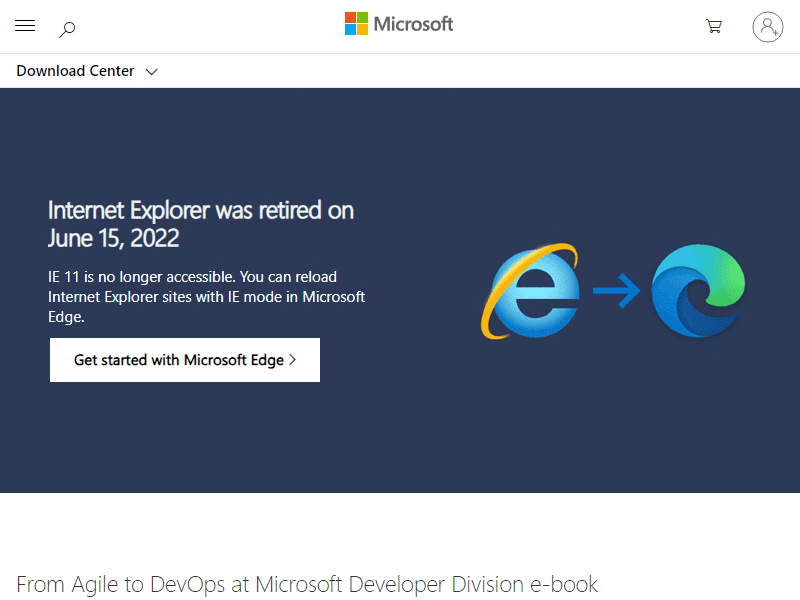 Microsoft
Download Center
Internet Explorer was retired on
June 15, 2022
IE 11 is no longer accessible. You can reload
Internet Explorer sites with IE mode in Microsoft
Edge.
Get started with Microsoft Edge
From Agile to DevOps at Microsoft Developer Division e-book